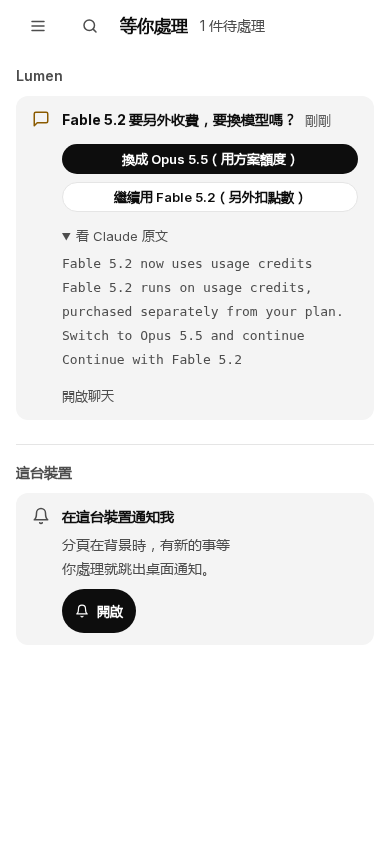 等你處理 1 件待處理
Lumen
Fable 5.2 要另外收費，要換模型嗎？ 剛剛
換成 Opus 5.5（用方案額度）
繼續用 Fable 5.2（另外扣點數）
▼ 看 Claude 原文
Fable 5.2 now uses usage credits
Fable 5.2 runs on usage credits,
purchased separately from your plan.
Switch to Opus 5.5 and continue
Continue with Fable 5.2
開啟聊天
這台裝置
在這台裝置通知我
分頁在背景時，有新的事等
你處理就跳出桌面通知。
開啟